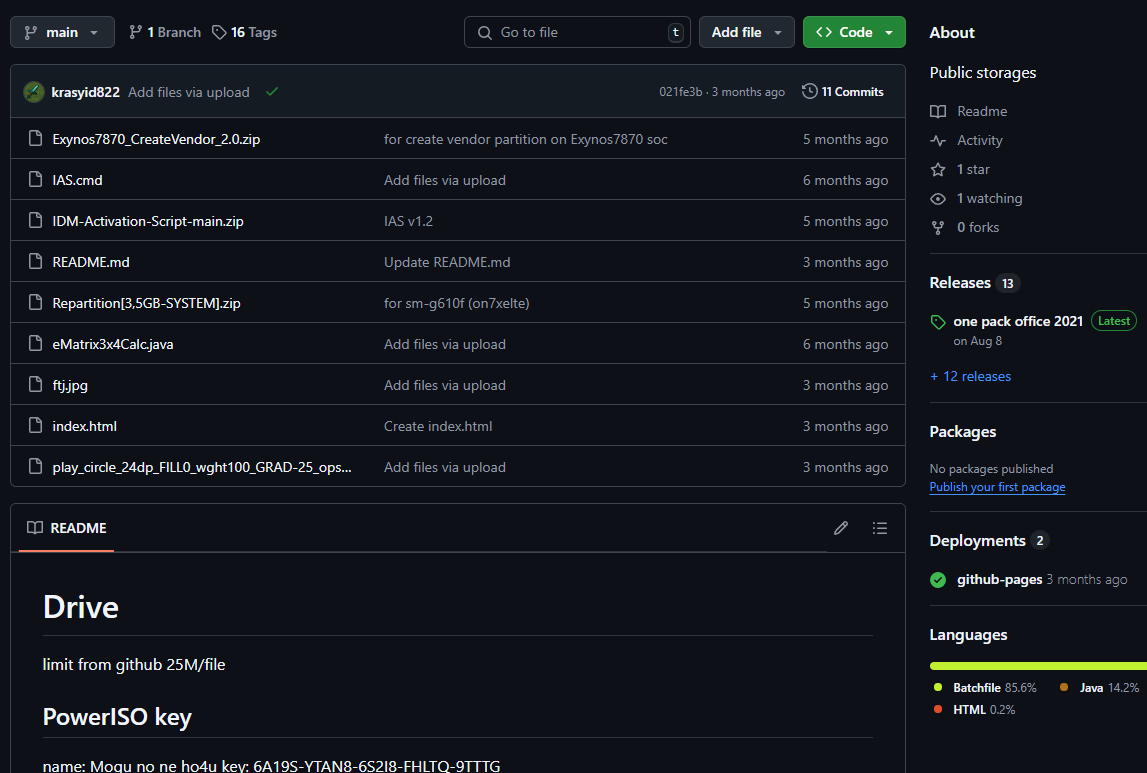 main 1 Branch 16 Tags Go to file t Add file Code
krasyid822 Add files via upload 021fe3b · 3 months ago 11 Commits
Exynos7870_CreateVendor_2.0.zip for create vendor partition on Exynos7870 soc 5 months ago
IAS.cmd Add files via upload 6 months ago
IDM-Activation-Script-main.zip IAS v1.2 5 months ago
README.md Update README.md 3 months ago
Repartition[3,5GB-SYSTEM].zip for sm-g610f (on7xelte) 5 months ago
eMatrix3x4Calc.java Add files via upload 6 months ago
ftj.jpg Add files via upload 3 months ago
index.html Create index.html 3 months ago
play_circle_24dp_FILL0_wght100_GRAD-25_ops... Add files via upload 3 months ago
README
Drive
limit from github 25M/file
PowerISO key
name: Mogu no ne ho4u key: 6A19S-YTAN8-6S2I8-FHLTQ-9TTTG
About
Public storages
Readme
Activity
1 star
1 watching
0 forks
Releases 13
one pack office 2021 Latest
on Aug 8
+ 12 releases
Packages
No packages published
Publish your first package
Deployments 2
github-pages 3 months ago
Languages
Batchfile 85.6% Java 14.2%
HTML 0.2%